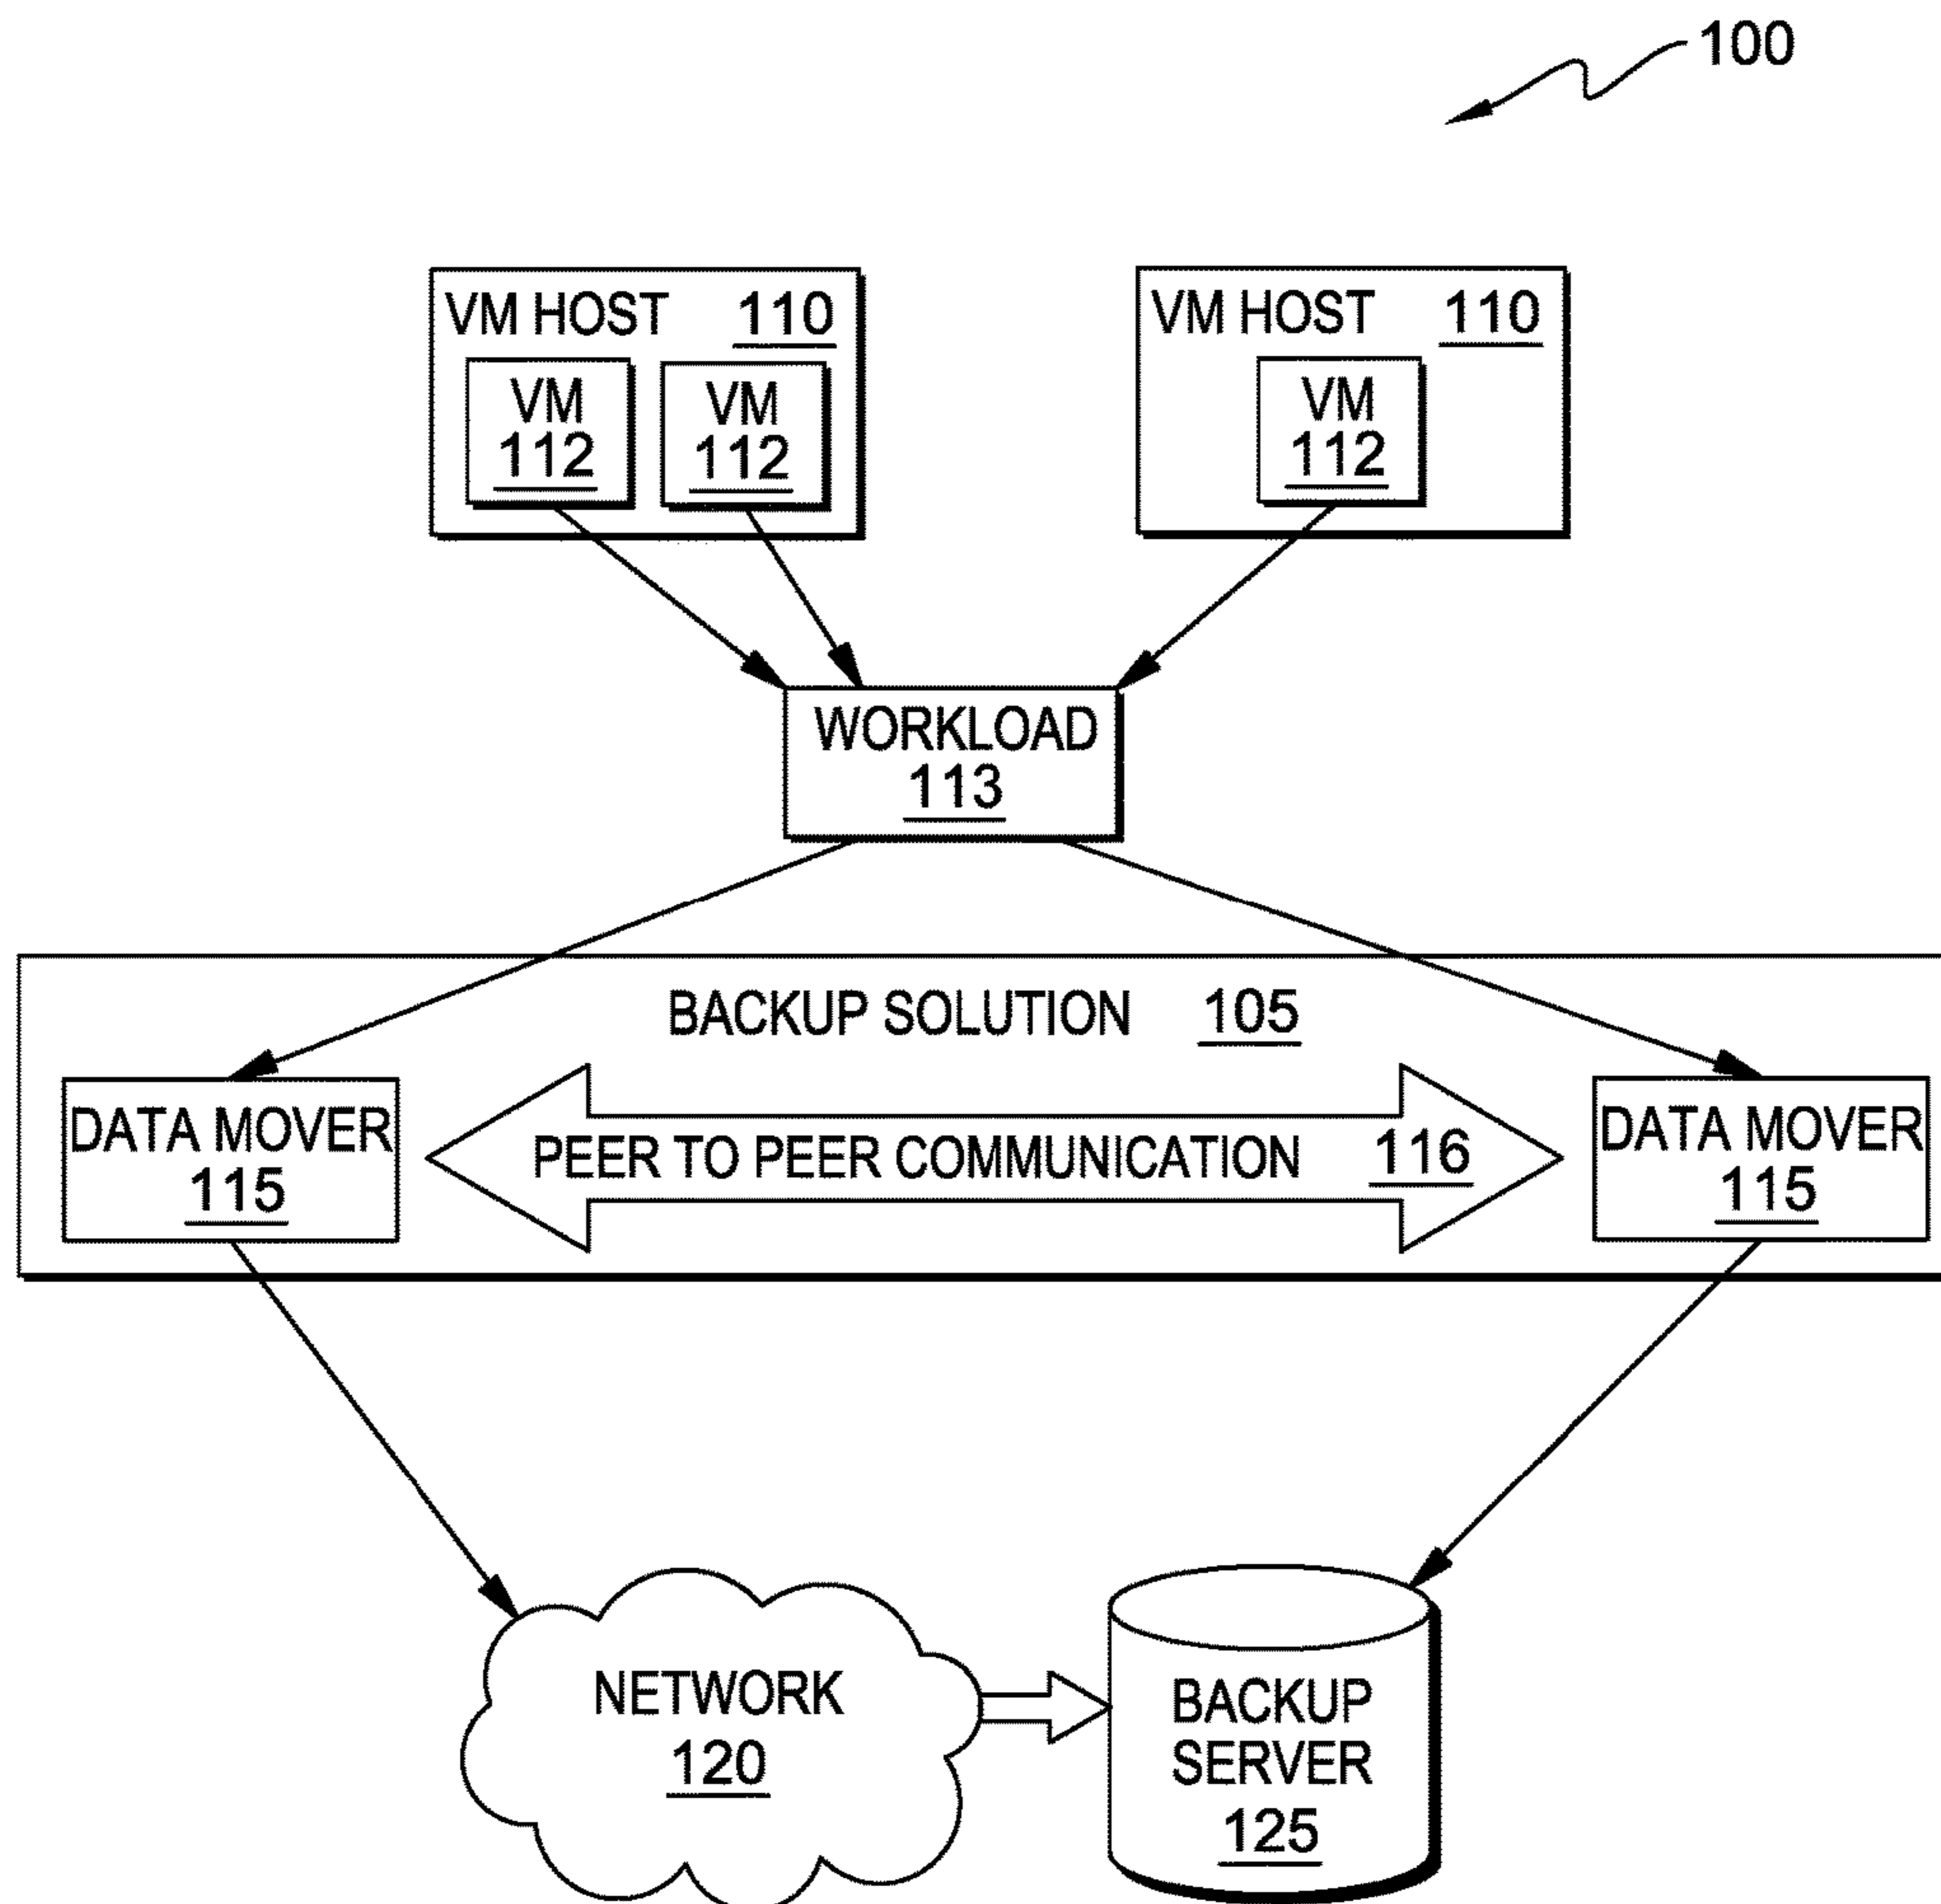 100
VM HOST 110
VM HOST 110
VM
112
VM
112
VM
112
WORKLOAD
113
BACKUP SOLUTION 105
DATA MOVER
115
PEER TO PEER COMMUNICATION 116
DATA MOVER
115
NETWORK
120
BACKUP
SERVER
125